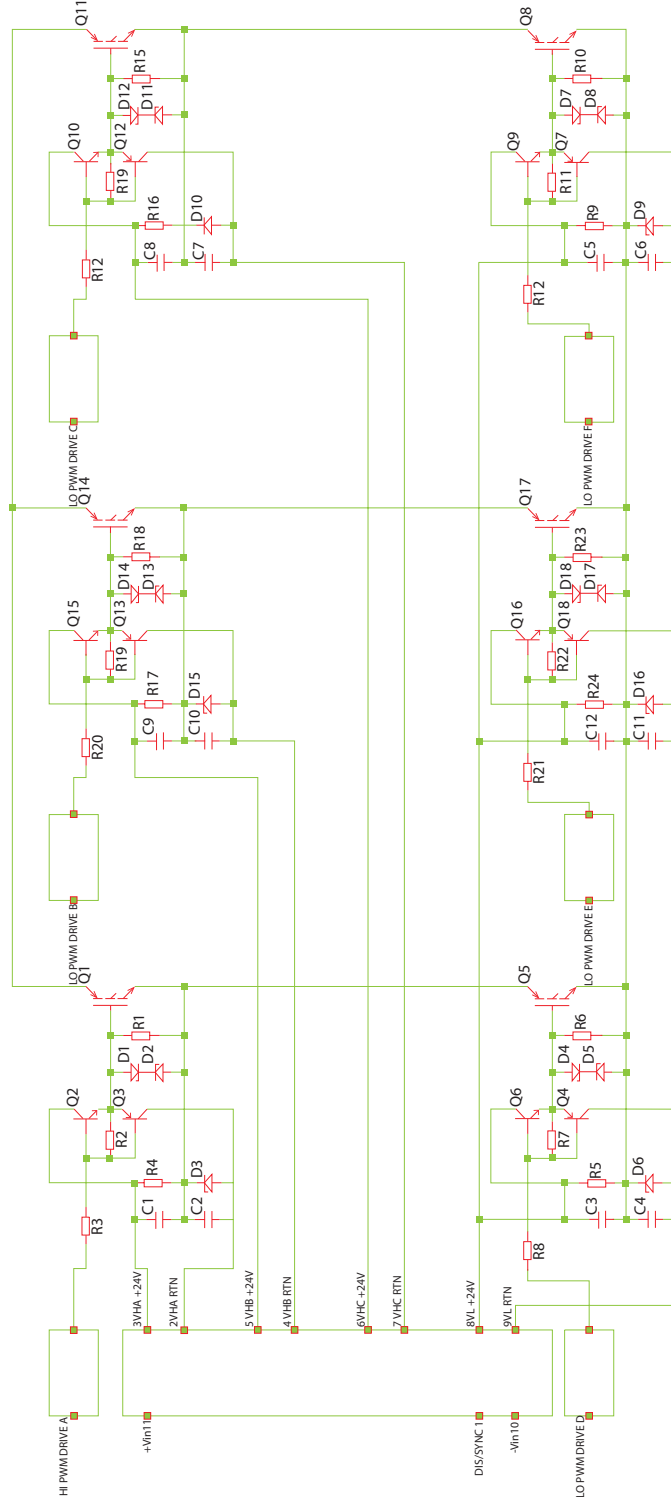 Q11
R15
D12
D11
Q10
Q12
R19
R16
D10
C8
C7
R12
LO PWM DRIVE C
Q8
R10
D7
D8
Q9
Q7
R11
R9
D9
C5
C6
R12
LO PWM DRIVE F
Q14
R18
D14
D13
Q15
Q13
R19
R17
D15
C9
C10
R20
LO PWM DRIVE B
Q17
R23
D18
D17
Q16
Q18
R22
R24
D16
C12
C11
R21
LO PWM DRIVE E
Q1
R1
D1
D2
Q2
Q3
R2
R4
D3
C1
C2
R3
Q5
R6
D4
D5
Q6
Q4
R7
R5
D6
C3
C4
R8
3VHA +24V
2VHA RTN
5 VHB +24V
4 VHB RTN
6VHC +24V
7 VHC RTN
8VL +24V
9VL RTN
HI PWM DRIVE A
+Vin11
DIS/SYNC 1
-Vin10
LO PWM DRIVE D